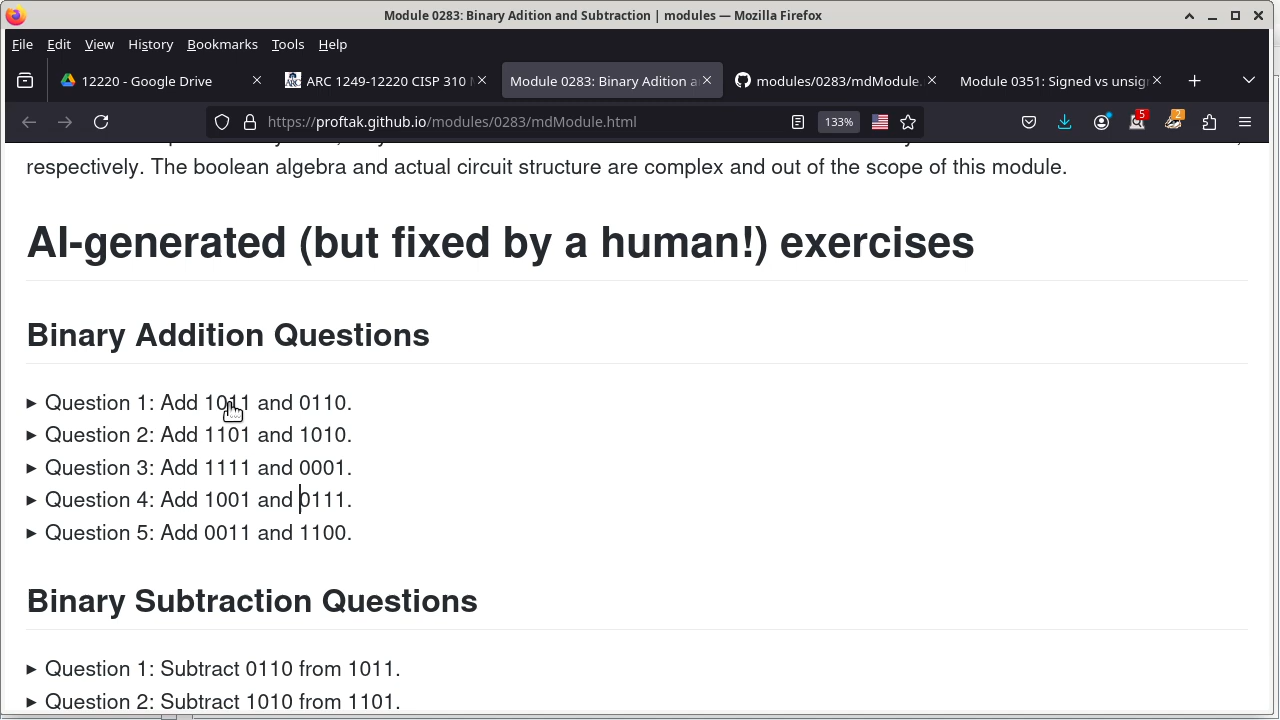 Module 0283: Binary Adition and Subtraction | modules — Mozilla Firefox
File Edit View History Bookmarks Tools Help
12220 - Google Drive ARC 1249-12220 CISP 310 Module 0283: Binary Adition a modules/0283/mdModule. Module 0351: Signed vs unsig
https://proftak.github.io/modules/0283/mdModule.html 133% 5 2
respectively. The boolean algebra and actual circuit structure are complex and out of the scope of this module.
AI-generated (but fixed by a human!) exercises
Binary Addition Questions
▸ Question 1: Add 1011 and 0110.
▸ Question 2: Add 1101 and 1010.
▸ Question 3: Add 1111 and 0001.
▸ Question 4: Add 1001 and 0111.
▸ Question 5: Add 0011 and 1100.
Binary Subtraction Questions
▸ Question 1: Subtract 0110 from 1011.
▸ Question 2: Subtract 1010 from 1101.